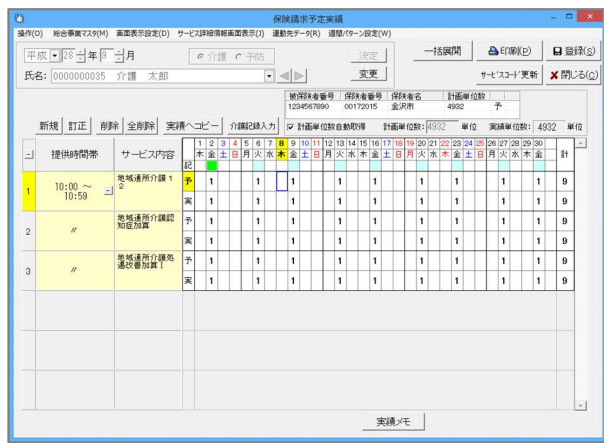 保険請求予定実績
操作(O) 総合事業マスタ(M) 画面表示設定(D) サービス詳細情報画面表示(J) 連動先データ(R) 週間パターン設定(W)
平成 28 年 9 月 介護 予防 決定 一括展開 印刷(P) 登録(S)
氏名: 0000000035 介護 太郎 変更 サービスコード更新 閉じる(C)
被保険者番号 保険者番号 保険者名 計画単位数
1234567890 00172015 金沢市 4932 予
新規 訂正 削除 全削除 実績へコピー 介護記録入力 計画単位数自動取得 計画単位数: 4932 単位 実績単位数: 4932 単位
1 2 3 4 5 6 7 8 9 10 11 12 13 14 15 16 17 18 19 20 21 22 23 24 25 26 27 28 29 30
提供時間帯 サービス内容 木 金 土 日 月 火 水 木 金 土 日 月 火 水 木 金 土 日 月 火 水 木 金 土 日 月 火 水 木 金 計
記
1 10:00 ～ 10:59 地域通所介護12 予 1 1 1 1 1 1 1 1 1 9
実 1 1 1 1 1 1 1 1 1 9
2 〃 地域通所介護認知症加算 予 1 1 1 1 1 1 1 1 1 9
実 1 1 1 1 1 1 1 1 1 9
3 〃 地域通所介護処遇改善加算Ⅰ 予 1 1 1 1 1 1 1 1 1 9
実 1 1 1 1 1 1 1 1 1 9
実績メモ